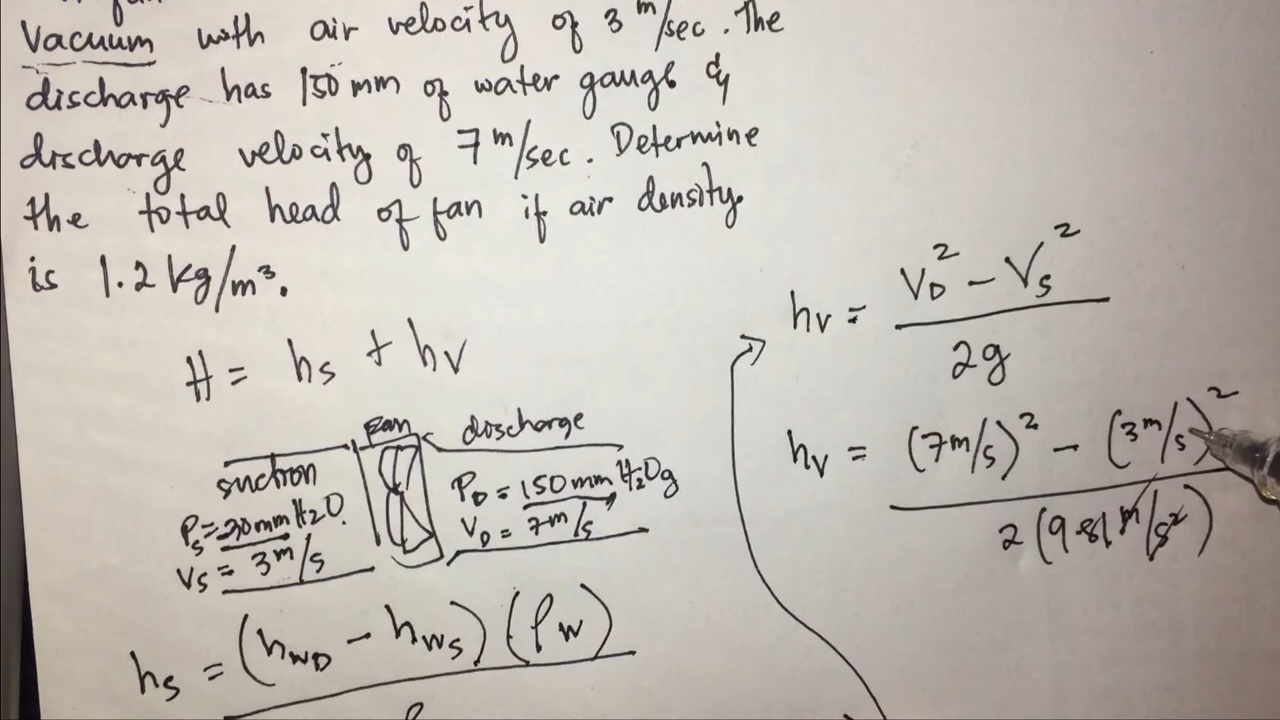 Vacuum with air velocity of 3 m/sec. The
discharge has 150 mm of water gauge &
discharge velocity of 7 m/sec. Determine
the total head of fan if air density
is 1.2 kg/m³.
H = hs + hv
Fan
suction
discharge
Ps = 30 mm H2O
Vs = 3 m/s
PD = 150 mm H2Og
VD = 7 m/s
hs = (hWD - hWS) (ρW)
hv = VD² - Vs²
2g
hv = (7 m/s)² - (3 m/s)²
2 (9.81 m/s²)